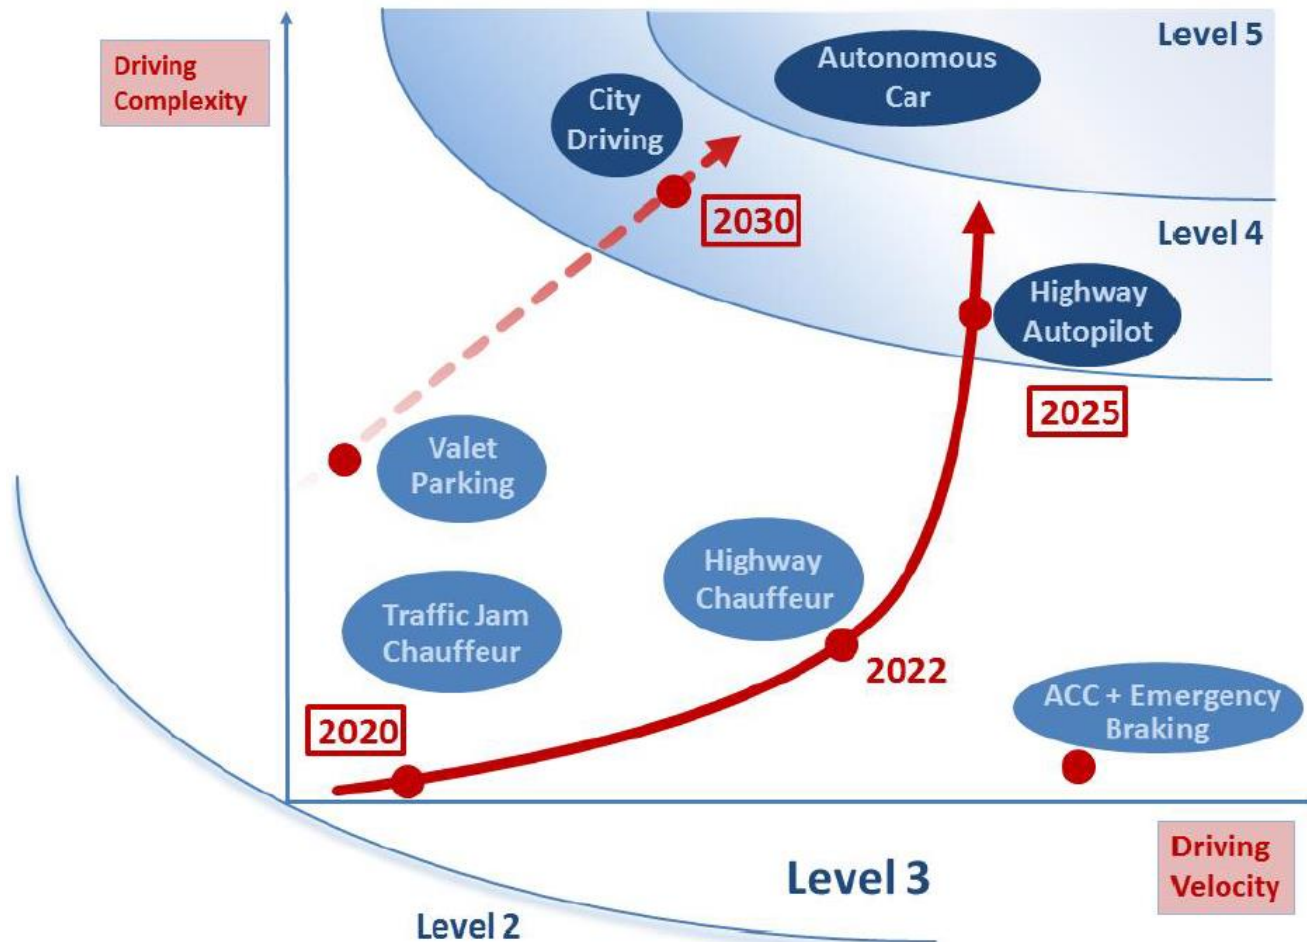 Driving
Complexity
Level 5
Autonomous
Car
City
Driving
2030
Level 4
Highway
Autopilot
2025
Valet
Parking
Highway
Chauffeur
Traffic Jam
Chauffeur
2022
2020
ACC + Emergency
Braking
Driving
Velocity
Level 3
Level 2